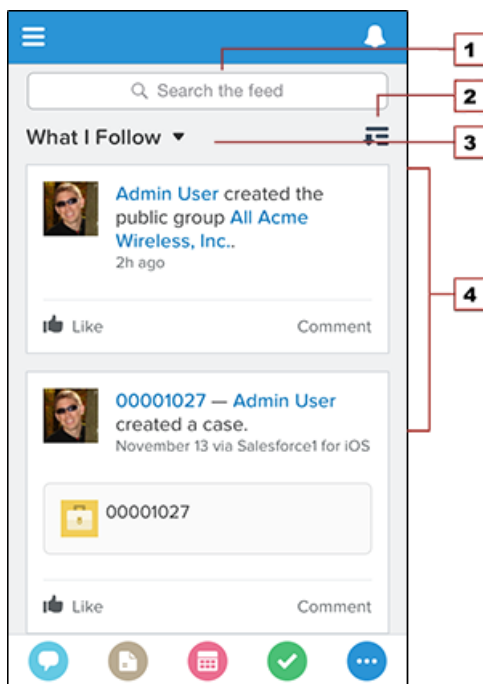 1
Search the feed
2
What I Follow
3
Admin User created the
public group All Acme
Wireless, Inc..
2h ago
4
Like Comment
00001027 — Admin User
created a case.
November 13 via Salesforce1 for iOS
00001027
Like Comment